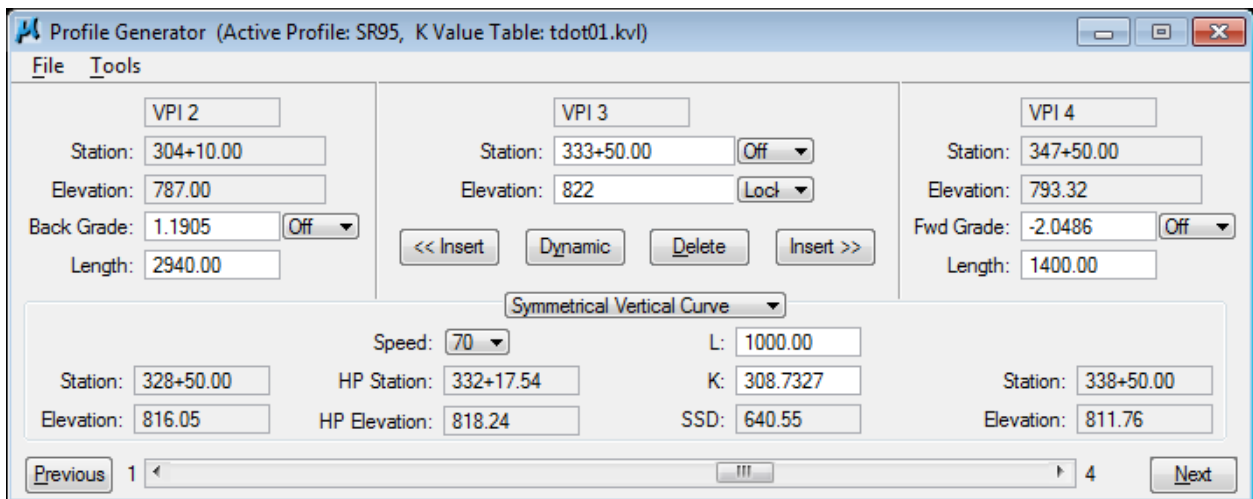 Profile Generator (Active Profile: SR95, K Value Table: tdot01.kvl)
File Tools
VPI 2 VPI 3 VPI 4
Station: 304+10.00 Station: 333+50.00 Off Station: 347+50.00
Elevation: 787.00 Elevation: 822 Lock Elevation: 793.32
Back Grade: 1.1905 Off Fwd Grade: -2.0486 Off
<< Insert Dynamic Delete Insert >>
Length: 2940.00 Length: 1400.00
Symmetrical Vertical Curve
Speed: 70 L: 1000.00
Station: 328+50.00 HP Station: 332+17.54 K: 308.7327 Station: 338+50.00
Elevation: 816.05 HP Elevation: 818.24 SSD: 640.55 Elevation: 811.76
Previous 1 4 Next